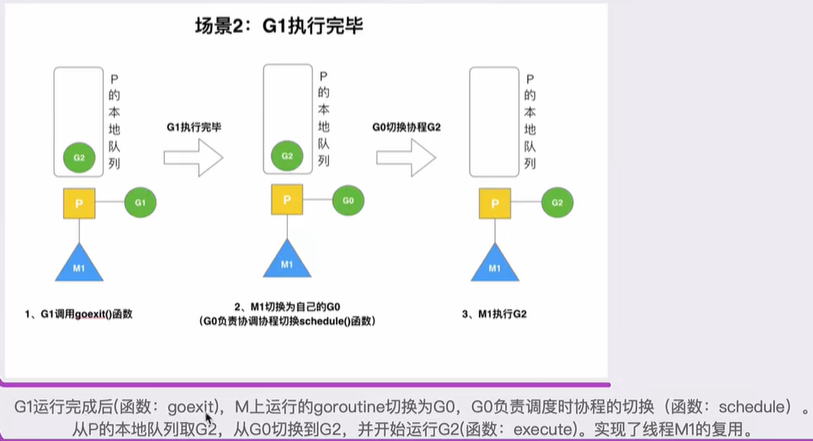 场景2：G1执行完毕
P的本地队列
G2
P
G1
M1
G1执行完毕
P的本地队列
G2
P
G0
M1
G0切换协程G2
P的本地队列
P
G2
M1
1、G1调用goexit()函数
2、M1切换为自己的G0
（G0负责协调协程切换schedule()函数）
3、M1执行G2
G1运行完成后(函数：goexit)，M上运行的goroutine切换为G0，G0负责调度时协程的切换（函数：schedule）。
从P的本地队列取G2，从G0切换到G2，并开始运行G2(函数：execute)。实现了线程M1的复用。